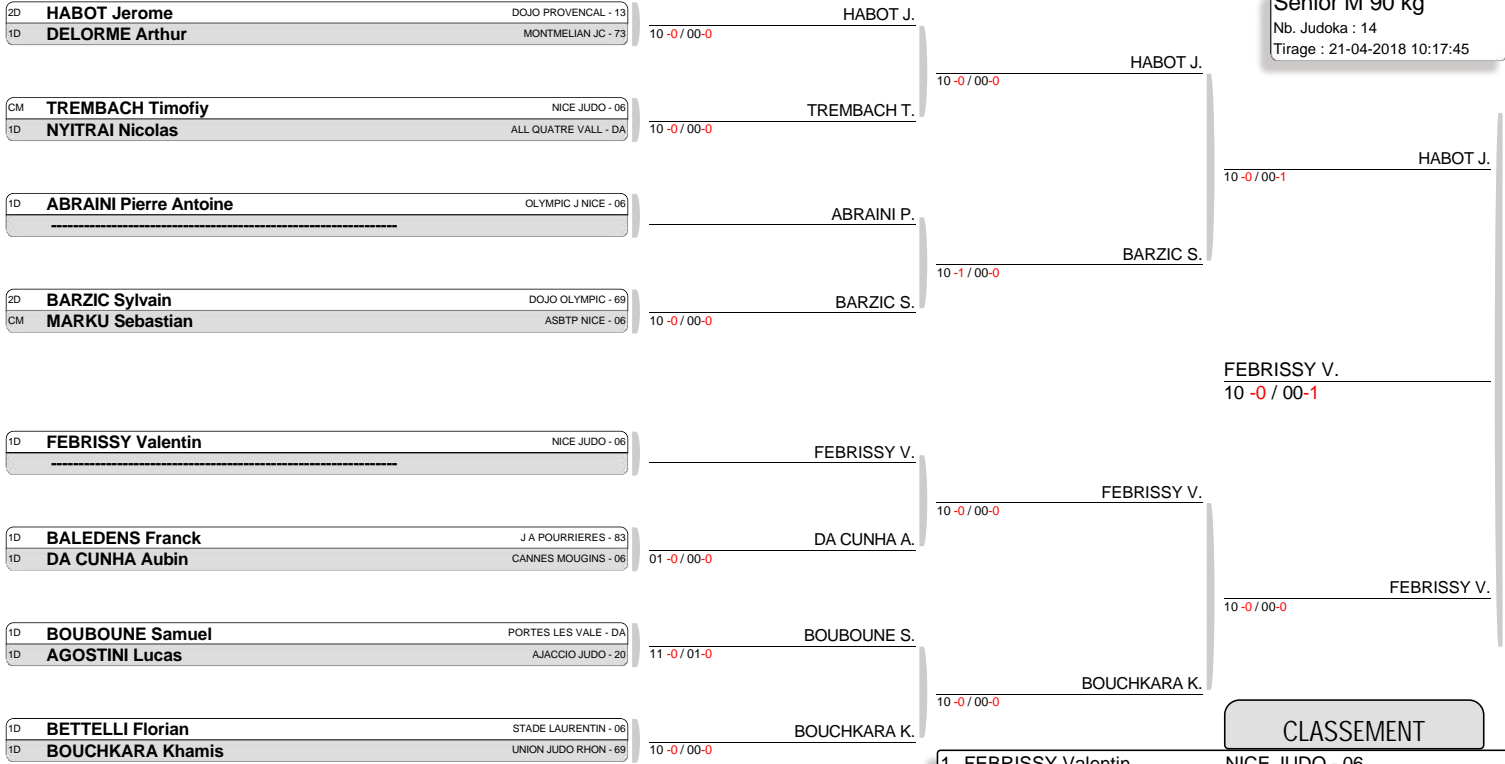 Senior M 90 kg
Nb. Judoka : 14
Tirage : 21-04-2018 10:17:45
2D HABOT Jerome DOJO PROVENCAL - 13
1D DELORME Arthur MONTMELIAN JC - 73
HABOT J.
10 -0 / 00-0
CM TREMBACH Timofiy NICE JUDO - 06
1D NYITRAI Nicolas ALL QUATRE VALL - DA
TREMBACH T.
10 -0 / 00-0
HABOT J.
10 -0 / 00-0
1D ABRAINI Pierre Antoine OLYMPIC J NICE - 06
----------------------------------------------------------------
ABRAINI P.
2D BARZIC Sylvain DOJO OLYMPIC - 69
CM MARKU Sebastian ASBTP NICE - 06
BARZIC S.
10 -0 / 00-0
BARZIC S.
10 -1 / 00-0
HABOT J.
10 -0 / 00-1
FEBRISSY V.
10 -0 / 00-1
1D FEBRISSY Valentin NICE JUDO - 06
----------------------------------------------------------------
FEBRISSY V.
1D BALEDENS Franck J A POURRIERES - 83
1D DA CUNHA Aubin CANNES MOUGINS - 06
DA CUNHA A.
01 -0 / 00-0
FEBRISSY V.
10 -0 / 00-0
1D BOUBOUNE Samuel PORTES LES VALE - DA
1D AGOSTINI Lucas AJACCIO JUDO - 20
BOUBOUNE S.
11 -0 / 01-0
1D BETTELLI Florian STADE LAURENTIN - 06
1D BOUCHKARA Khamis UNION JUDO RHON - 69
BOUCHKARA K.
10 -0 / 00-0
BOUCHKARA K.
10 -0 / 00-0
FEBRISSY V.
10 -0 / 00-0
CLASSEMENT
1 FEBRISSY Valentin NICE JUDO - 06